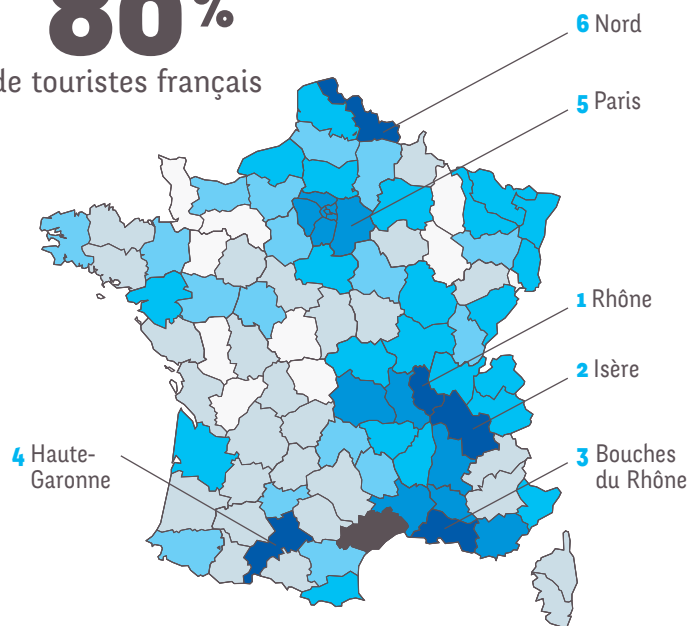 80%
de touristes français
6 Nord
5 Paris
1 Rhône
2 Isère
4 Haute-
Garonne
3 Bouches
du Rhône